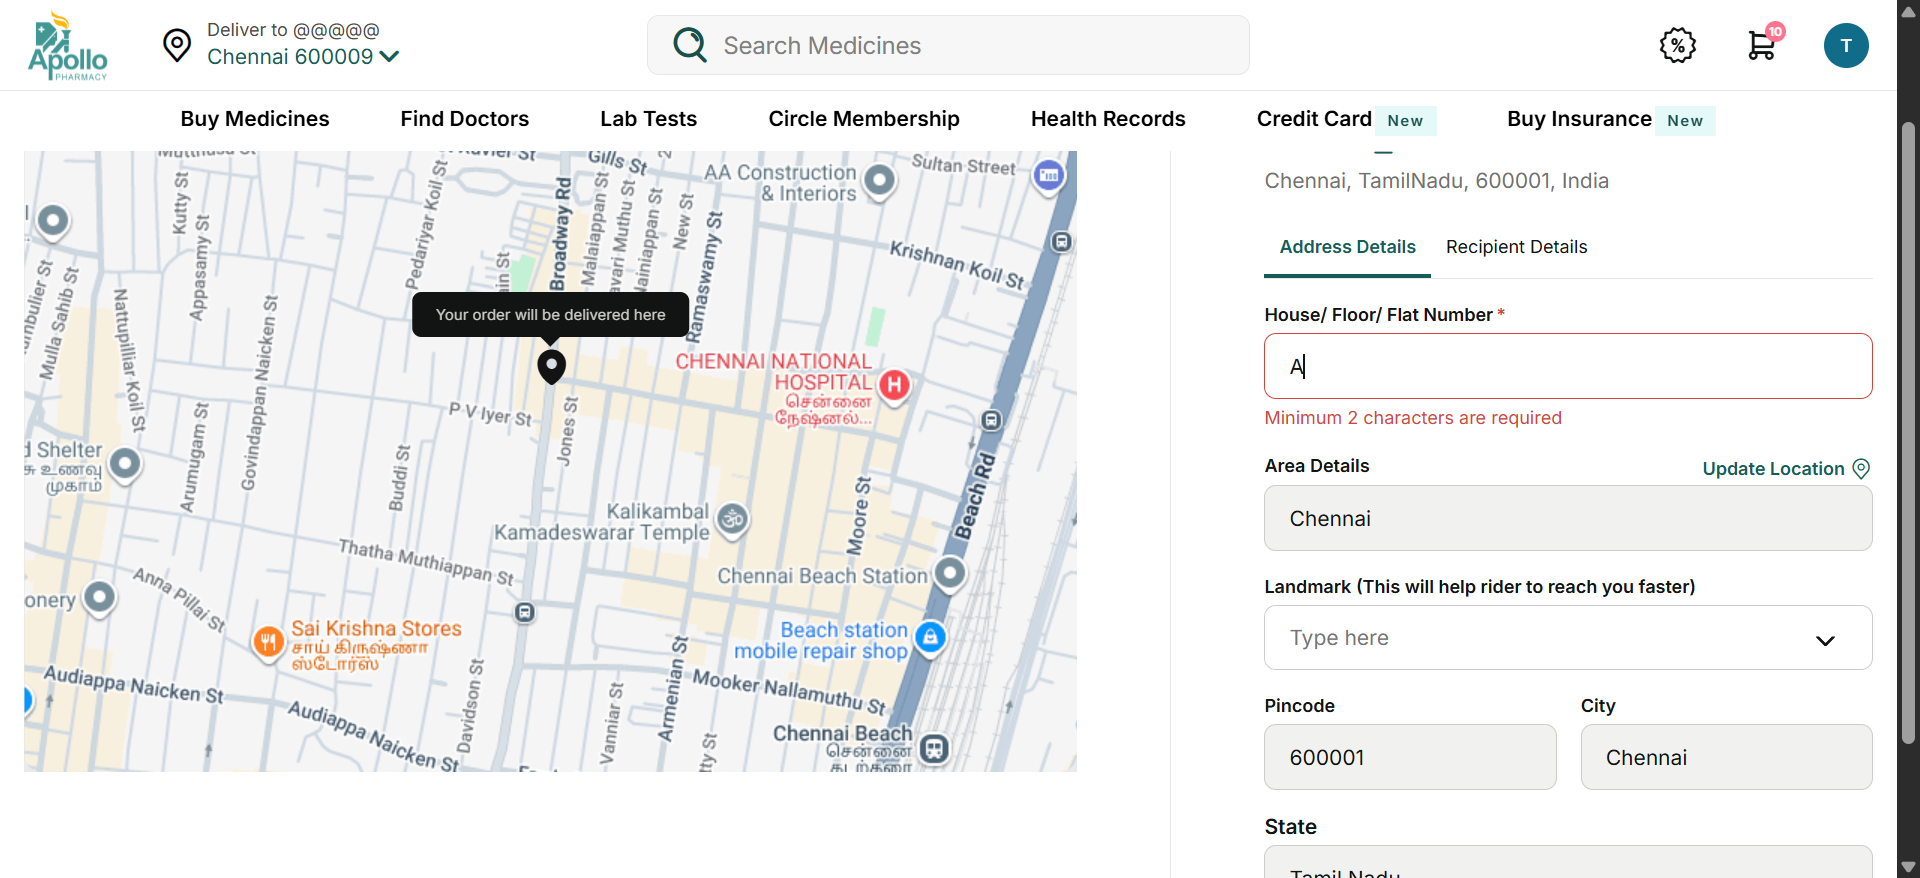 Apollo
PHARMACY
Deliver to @@@@@
Chennai 600009
Search Medicines
%
10
T
Buy Medicines
Find Doctors
Lab Tests
Circle Membership
Health Records
Credit Card New
Buy Insurance New
Gills St
AA Construction
& Interiors
Sultan Street
Kutty St
Appasamy St
Pedariyar Koil St
Broadway Rd
Malaiappan St
New St
Ramaswamy St
Krishnan Koil St
Mulla Sahib St
Nattupilliar Koil St
Govindappan Naicken St
Your order will be delivered here
CHENNAI NATIONAL
HOSPITAL
சென்னை
நேஷ்னல்...
H
P V Iyer St
Jones St
Shelter
உணவு
முகாம்
Arumugam St
Buddi St
Kalikambal
Kamadeswarar Temple
Moore St
Beach Rd
Thatha Muthiappan St
Chennai Beach Station
Anna Pillai St
Sai Krishna Stores
சாய் கிருஷ்ணா
ஸ்டோர்ஸ்
Beach station
mobile repair shop
Audiappa Naicken St
Audiappa Naicken St
Davidson St
Vanniar St
Armenian St
Mooker Nallamuthu St
Chennai Beach
சென்னை
கடற்கரை
Chennai, TamilNadu, 600001, India
Address Details
Recipient Details
House/ Floor/ Flat Number *
A
Minimum 2 characters are required
Area Details
Update Location
Chennai
Landmark (This will help rider to reach you faster)
Type here
Pincode
City
600001
Chennai
State
Tamil Nadu